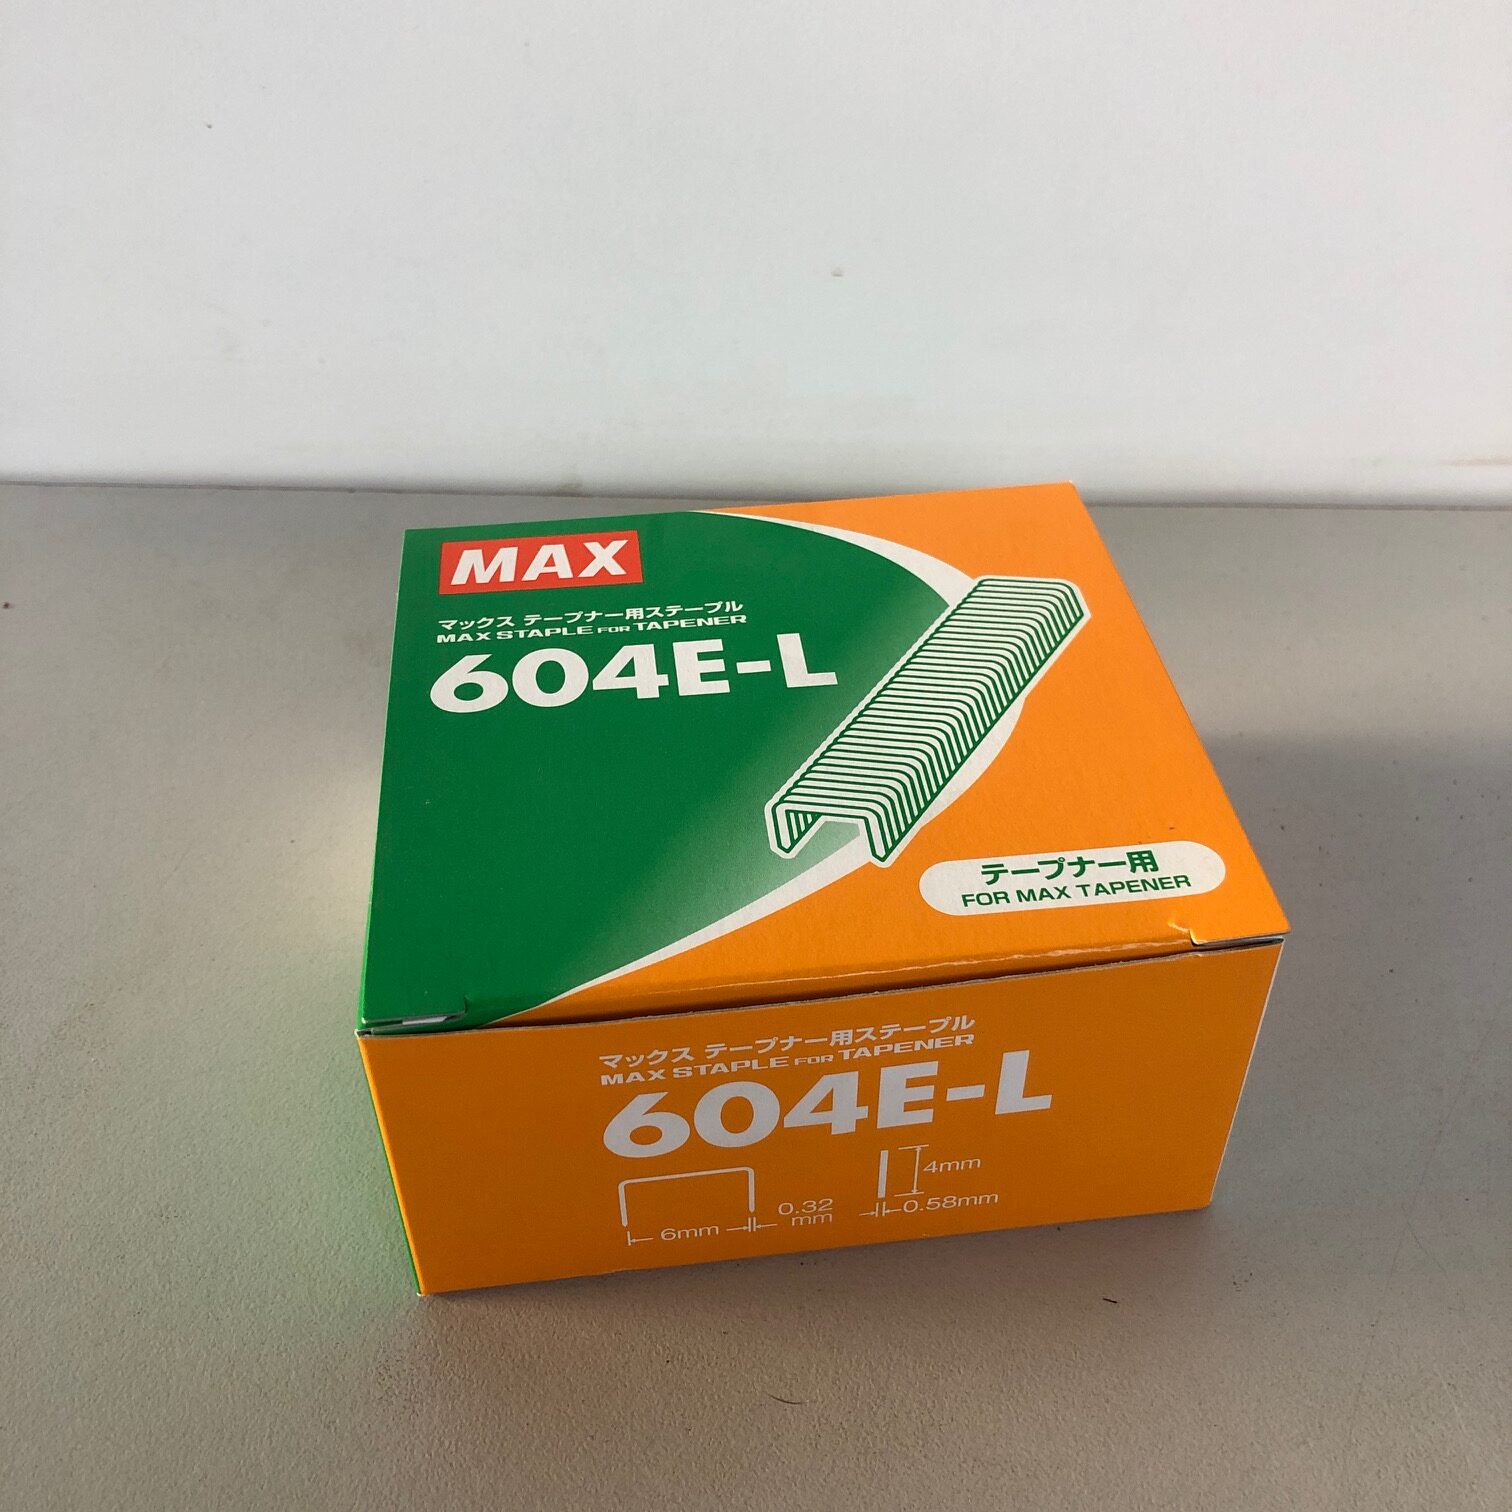 MAX
マックス テープナー用ステープル
MAX STAPLE FOR TAPENER
604E-L
テープナー用
FOR MAX TAPENER
マックス テープナー用ステープル
MAX STAPLE FOR TAPENER
604E-L
4mm
0.32
mm
6mm
0.58mm